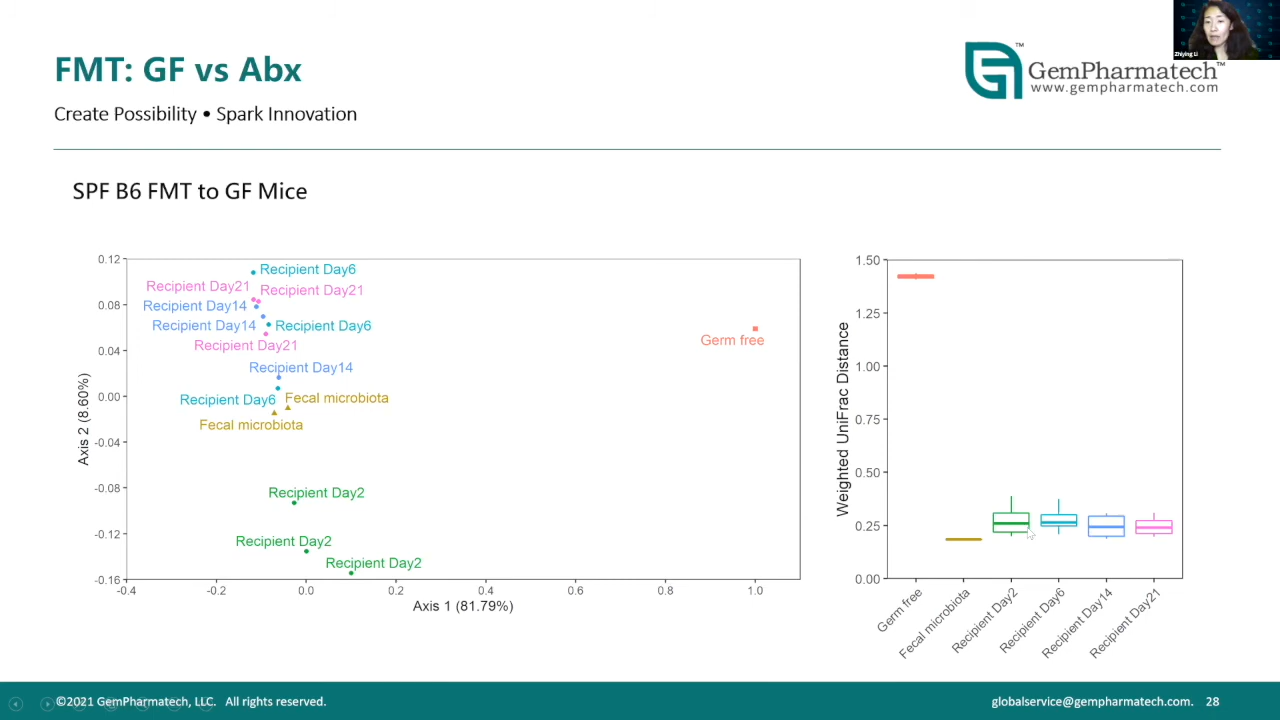 FMT: GF vs Abx
Create Possibility • Spark Innovation
GemPharmatech™
www.gempharmatech.com
Zhiying Li
SPF B6 FMT to GF Mice
0.12
0.08
0.04
0.00
-0.04
-0.08
-0.12
-0.16
Axis 2 (8.60%)
Recipient Day6
Recipient Day21
Recipient Day21
Recipient Day14
Recipient Day14
Recipient Day6
Recipient Day21
Recipient Day14
Recipient Day6
Fecal microbiota
Fecal microbiota
Recipient Day2
Recipient Day2
Recipient Day2
Germ free
-0.4 -0.2 0.0 0.2 0.4 0.6 0.8 1.0
Axis 1 (81.79%)
1.50
1.25
1.00
0.75
0.50
0.25
0.00
Weighted UniFrac Distance
Germ free
Fecal microbiota
Recipient Day2
Recipient Day6
Recipient Day14
Recipient Day21
©2021 GemPharmatech, LLC. All rights reserved.
globalservice@gempharmatech.com. 28